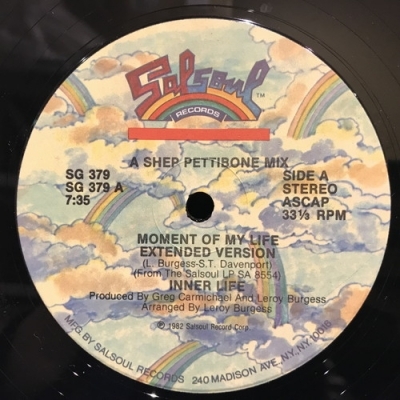 Salsoul TM
RECORDS
A SHEP PETTIBONE MIX
SG 379
SG 379 A
7:35
SIDE A
STEREO
ASCAP
33⅓ RPM
MOMENT OF MY LIFE
EXTENDED VERSION
(L. Burgess-S.T. Davenport)
(From The Salsoul LP SA 8554)
INNER LIFE
Produced By Greg Carmichael and Leroy Burgess
Arranged By Leroy Burgess
© 1982 Salsoul Record Corp.
MFG. BY SALSOUL RECORDS 240 MADISON AVE., NY, NY. 10016